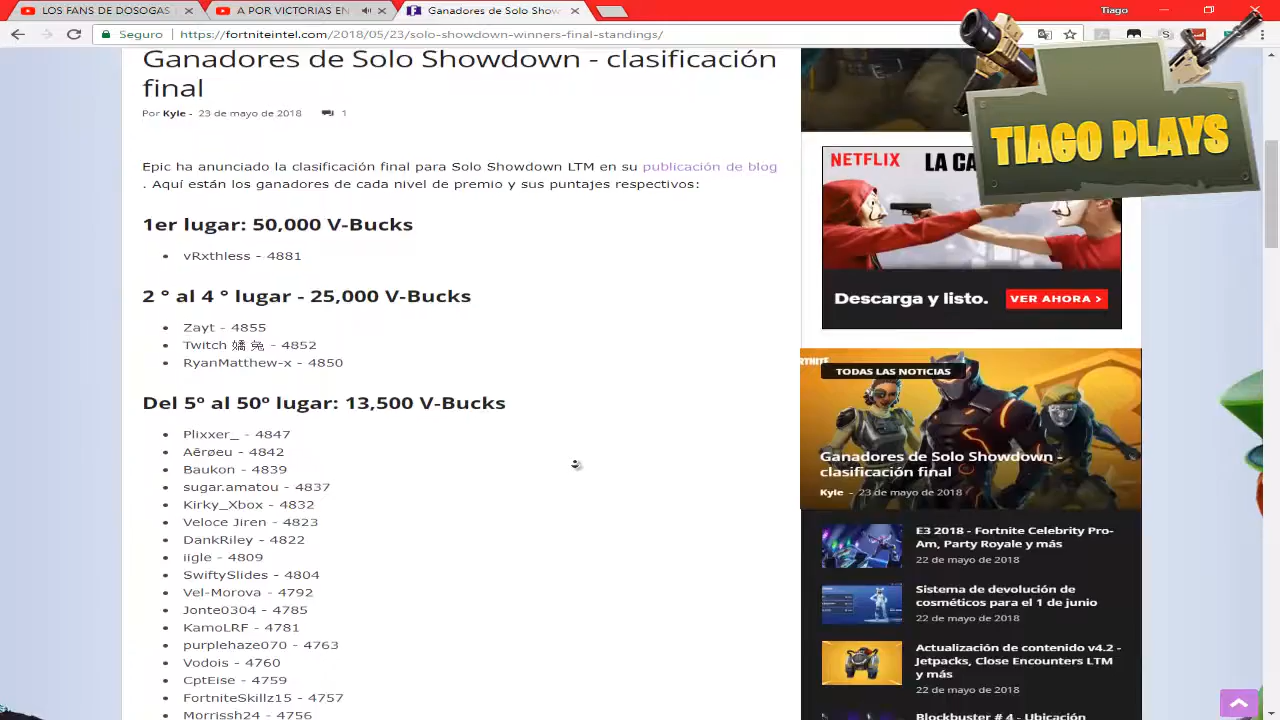 LOS FANS DE DOSOGAS
A POR VICTORIAS EN
Ganadores de Solo Show
Tiago
Seguro
https://fortniteintel.com/2018/05/23/solo-showdown-winners-final-standings/
TIAGO PLAYS
Ganadores de Solo Showdown - clasificación
final
Por Kyle - 23 de mayo de 2018 1
Epic ha anunciado la clasificación final para Solo Showdown LTM en su publicación de blog
. Aquí están los ganadores de cada nivel de premio y sus puntajes respectivos:
1er lugar: 50,000 V-Bucks
vRxthless - 4881
2 ° al 4 ° lugar - 25,000 V-Bucks
Zayt - 4855
Twitch - 4852
RyanMatthew-x - 4850
Del 5º al 50º lugar: 13,500 V-Bucks
Plixxer_ - 4847
Aêrøeu - 4842
Baukon - 4839
sugar.banatou - 4837
Kirky_Xbox - 4832
Veloce Jiren - 4823
DankRiley - 4822
iigle - 4809
SwiftySlides - 4804
Vel-Morova - 4792
Jonte0304 - 4785
KanoLRF - 4781
purplehaze070 - 4763
Vodois - 4760
CptEise - 4759
FortniteSkillz15 - 4757
Morrissh24 - 4756
NETFLIX
LA CA
Descarga y listo.
VER AHORA >
TODAS LAS NOTICIAS
Ganadores de Solo Showdown -
clasificación final
Kyle - 23 de mayo de 2018
E3 2018 - Fortnite Celebrity Pro-
Am, Party Royale y más
22 de mayo de 2018
Sistema de devolución de
cosméticos para el 1 de junio
22 de mayo de 2018
Actualización de contenido v4.2 -
Jetpacks, Close Encounters LTM
y más
22 de mayo de 2018
Blockbuster # 4 - Ubicación